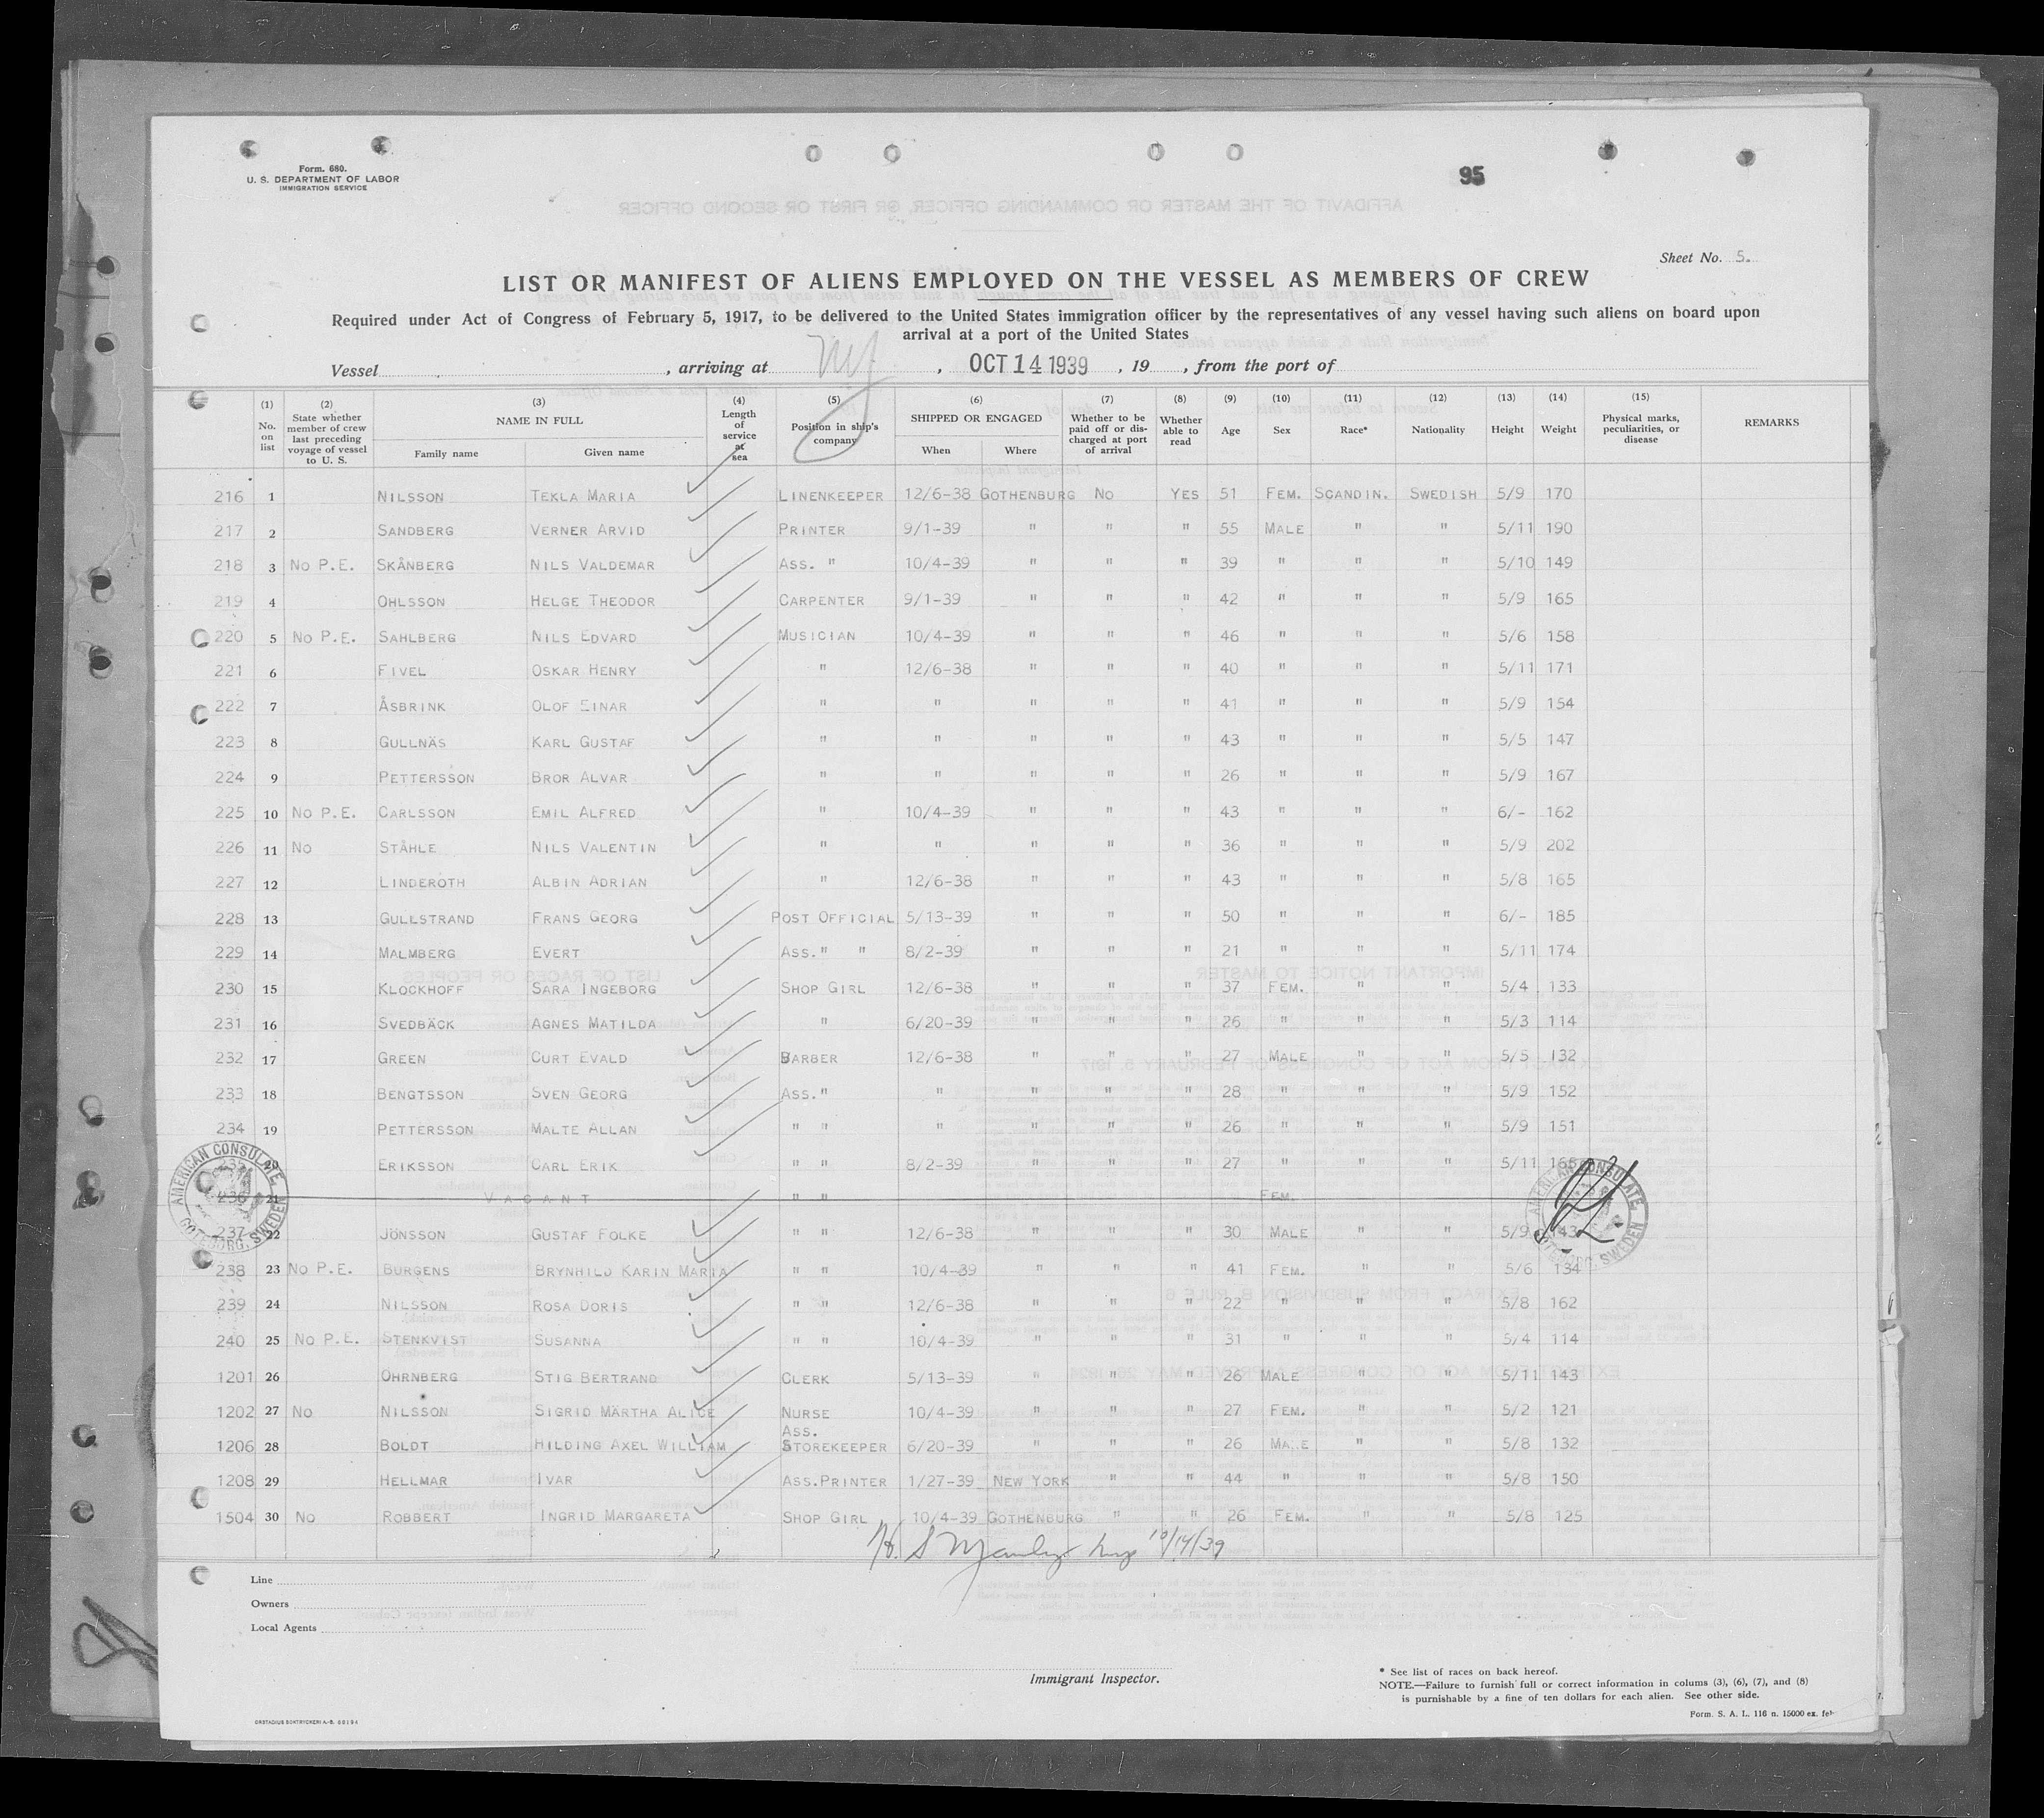 Form. 680.
U. S. DEPARTMENT OF LABOR
IMMIGRATION SERVICE
95
Sheet No. 5.
LIST OR MANIFEST OF ALIENS EMPLOYED ON THE VESSEL AS MEMBERS OF CREW
Required under Act of Congress of February 5, 1917, to be delivered to the United States immigration officer by the representatives of any vessel having such aliens on board upon
arrival at a port of the United States
Vessel , arriving at NY , OCT 14 1939 , 19 , from the port of
(1) No. on list (2) State whether member of crew last preceding voyage of vessel to U. S. (3) NAME IN FULL Family name Given name (4) Length of service at sea (5) Position in ship's company (6) SHIPPED OR ENGAGED When Where (7) Whether to be paid off or discharged at port of arrival (8) Whether able to read (9) Age (10) Sex (11) Race* (12) Nationality (13) Height (14) Weight (15) Physical marks, peculiarities, or disease REMARKS
216 1 NILSSON TEKLA MARIA LINENKEEPER 12/6-38 GOTHENBURG NO YES 51 FEM. SCANDIN. SWEDISH 5/9 170
217 2 SANDBERG VERNER ARVID PRINTER 9/1-39 " " " 55 MALE " " 5/11 190
218 3 NO P.E. SKÅNBERG NILS VALDEMAR ASS. " 10/4-39 " " " 39 " " " 5/10 149
219 4 OHLSSON HELGE THEODOR CARPENTER 9/1-39 " " " 42 " " " 5/9 165
220 5 NO P.E. SAHLBERG NILS EDVARD MUSICIAN 10/4-39 " " " 46 " " " 5/6 158
221 6 FIVEL OSKAR HENRY " 12/6-38 " " " 40 " " " 5/11 171
222 7 ÅSBRINK OLOF EINAR " " " " " 41 " " " 5/9 154
223 8 GULLNÄS KARL GUSTAF " " " " " 43 " " " 5/5 147
224 9 PETTERSSON BROR ALVAR " " " " " 26 " " " 5/9 167
225 10 NO P.E. CARLSSON EMIL ALFRED " 10/4-39 " " " 43 " " " 6/- 162
226 11 NO STÅHLE NILS VALENTIN " " " " " 36 " " " 5/9 202
227 12 LINDEROTH ALBIN ADRIAN " 12/6-38 " " " 43 " " " 5/8 165
228 13 GULLSTRAND FRANS GEORG POST OFFICIAL 5/13-39 " " " 50 " " " 6/- 185
229 14 MALMBERG EVERT ASS. " " 8/2-39 " " " 21 " " " 5/11 174
230 15 KLOCKHOFF SARA INGEBORG SHOP GIRL 12/6-38 " " " 37 FEM. " " 5/4 133
231 16 SVEDBÄCK AGNES MATILDA " 6/20-39 " " " 26 " " " 5/3 114
232 17 GREEN CURT EVALD BARBER 12/6-38 " " " 27 MALE " " 5/5 132
233 18 BENGTSSON SVEN GEORG ASS. " " " " " 28 " " " 5/9 152
234 19 PETTERSSON MALTE ALLAN " " " " " " 26 " " " 5/9 151
235 20 ERIKSSON CARL ERIK " " 8/2-39 " " " 27 " " " 5/11 165
236 21 VAGANT " " FEM.
237 22 JÖNSSON GUSTAF FOLKE " " 12/6-38 " " " 30 MALE " " 5/9 143
AMERICAN CONSULATE GÖTEBORG, SWEDEN
AMERICAN CONSULATE GÖTEBORG, SWEDEN
238 23 NO P.E. BÜRGENS BRYNHILD KARIN MARIA " " 10/4-39 " " " 41 FEM. " " 5/6 134
239 24 NILSSON ROSA DORIS " " 12/6-38 " " " 22 " " " 5/8 162
240 25 NO P.E. STENKVIST SUSANNA " " 10/4-39 " " " 31 " " " 5/4 114
1201 26 ÖHRNBERG STIG BERTRAND CLERK 5/13-39 " " " 26 MALE " " 5/11 143
1202 27 NO NILSSON SIGRID MÄRTHA ALICE NURSE 10/4-39 " " " 27 FEM. " " 5/2 121
1206 28 BOLDT HILDING AXEL WILLIAM ASS. STOREKEEPER 6/20-39 " " " 26 MALE " " 5/8 132
1208 29 HELLMAR IVAR ASS.PRINTER 1/27-39 NEW YORK " " 44 " " " 5/8 150
1504 30 NO ROBBERT INGRID MARGARETA SHOP GIRL 10/4-39 GOTHENBURG " " 26 FEM. " " 5/8 125
10/14/39
Line
Owners
Local Agents
Immigrant Inspector.
* See list of races on back hereof.
NOTE.—Failure to furnish full or correct information in colums (3), (6), (7), and (8)
is purnishable by a fine of ten dollars for each alien. See other side.
Form. S. A. L. 116 n. 15000 ex. feb